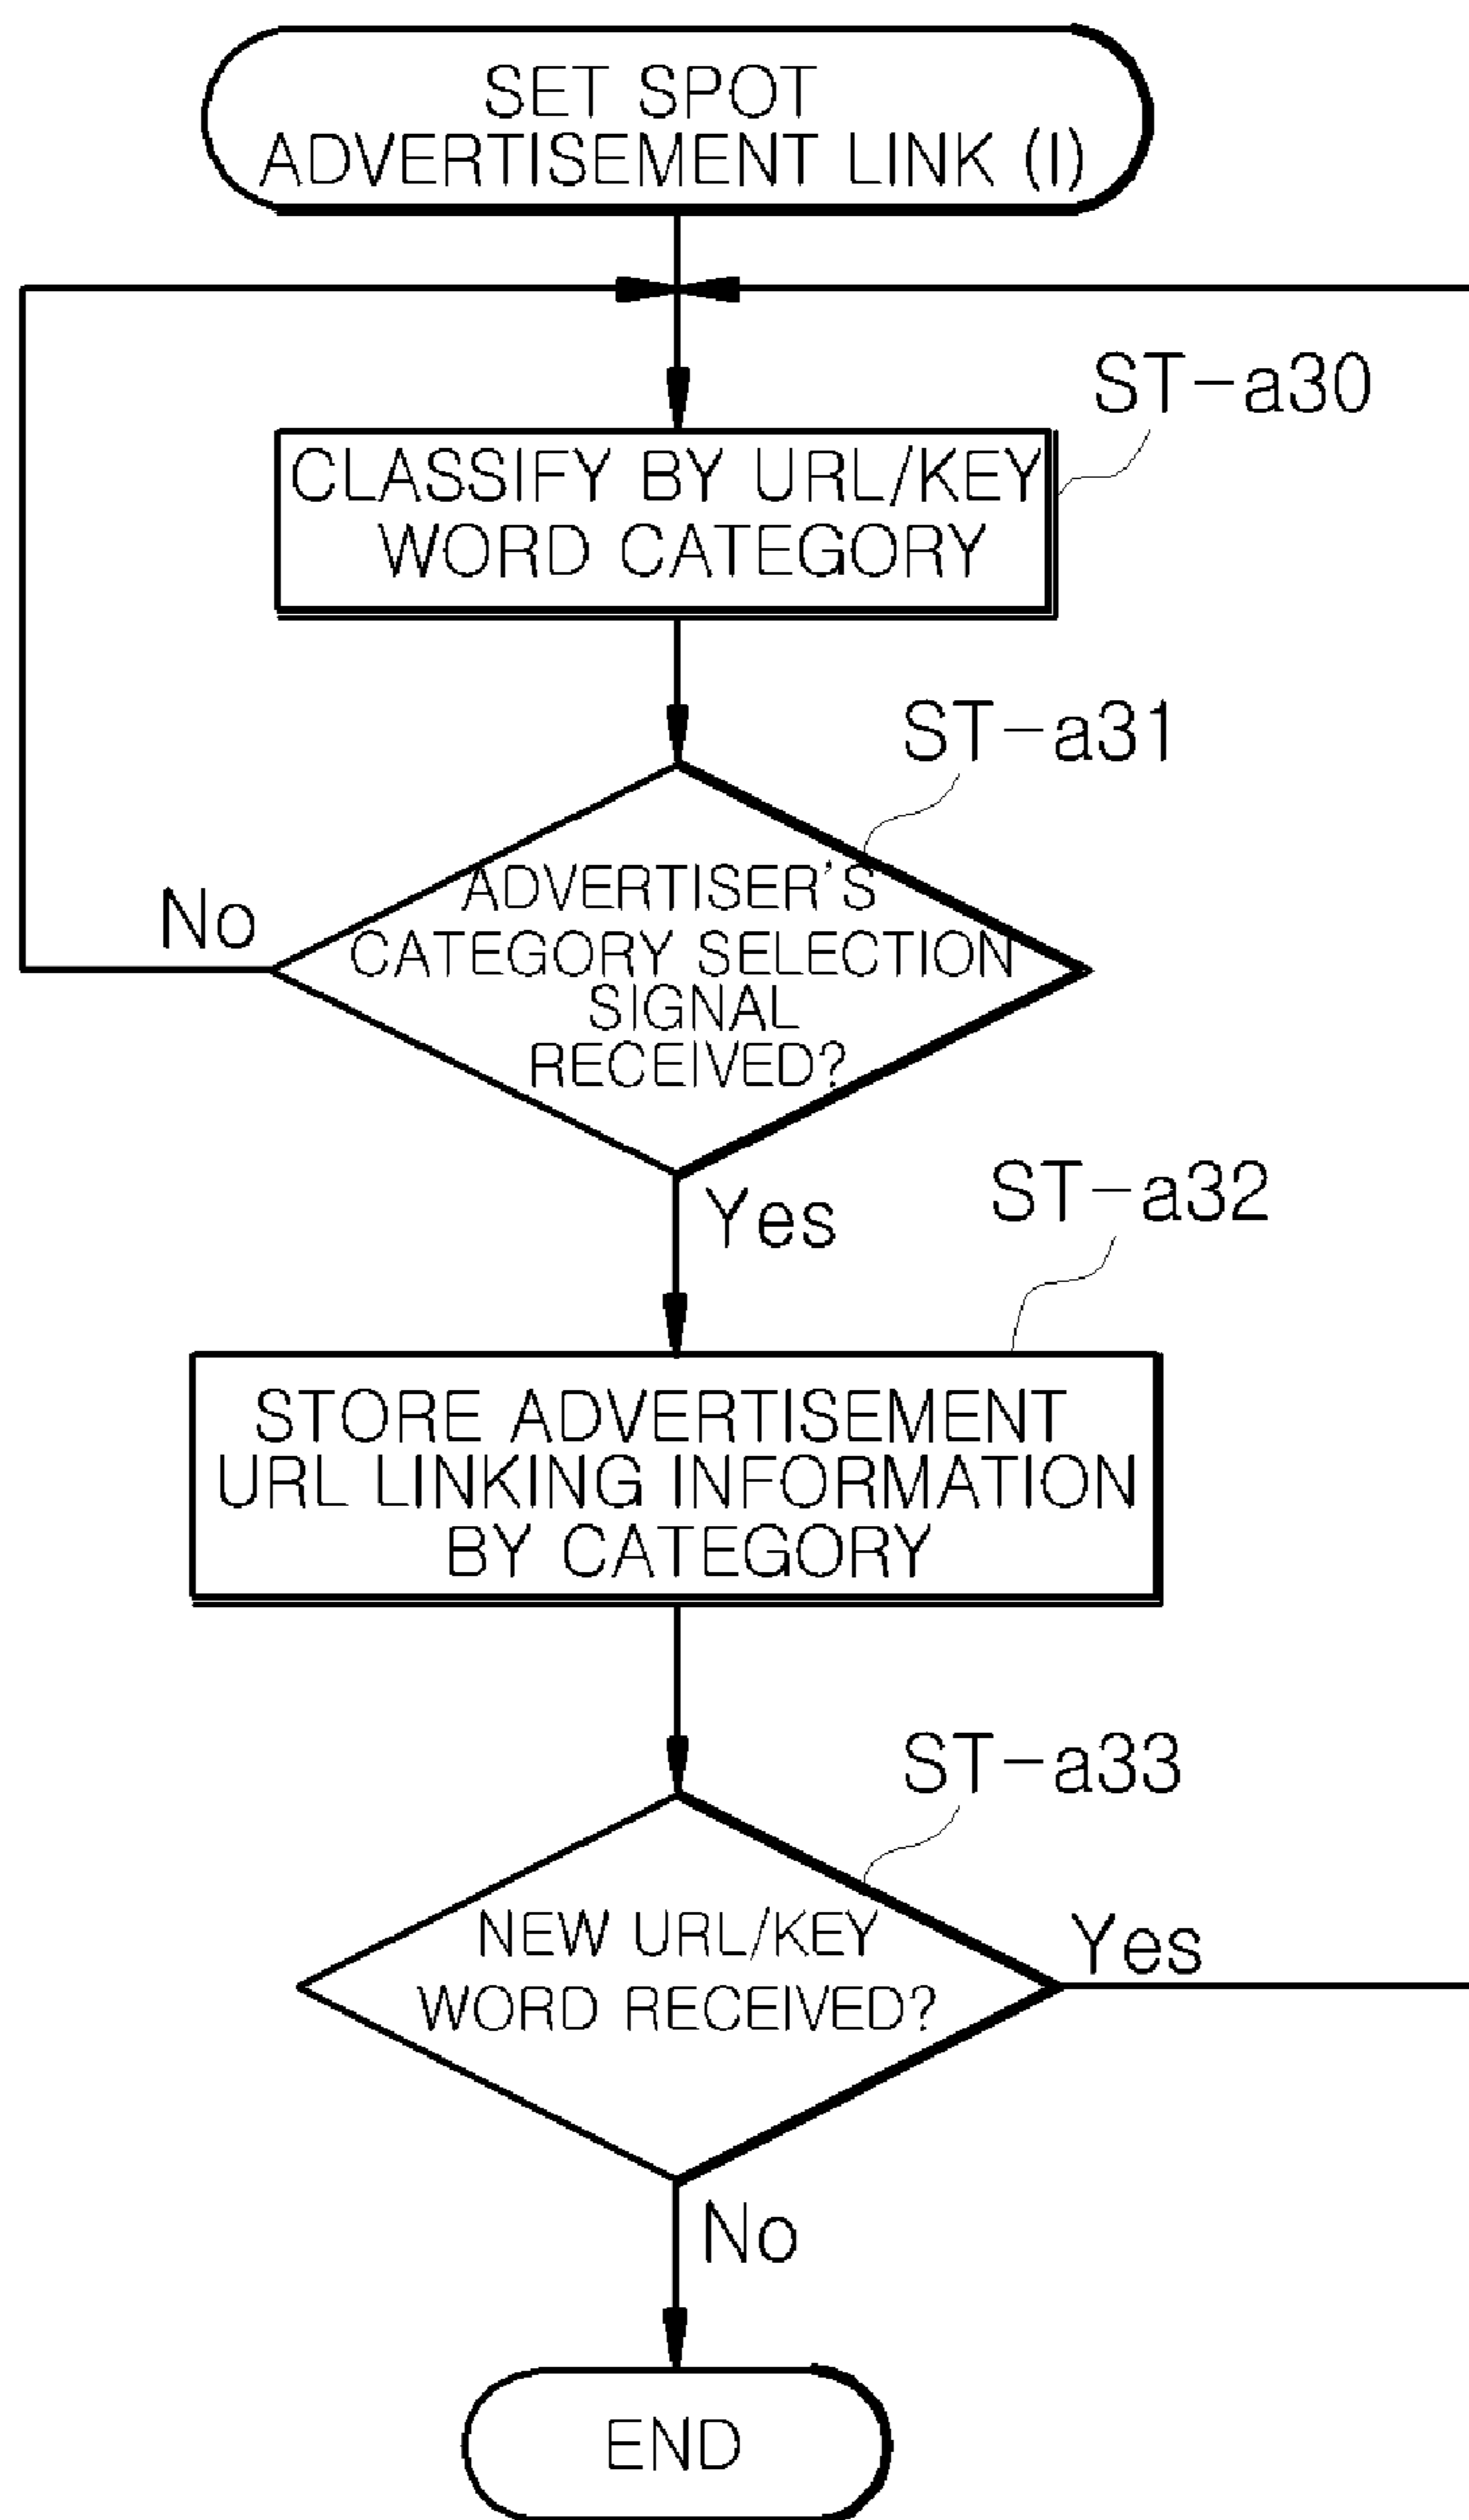 SET SPOT
ADVERTISEMENT LINK (I)
ST-a30
CLASSIFY BY URL/KEY
WORD CATEGORY
ST-a31
ADVERTISER'S
CATEGORY SELECTION
SIGNAL
RECEIVED?
No
Yes
ST-a32
STORE ADVERTISEMENT
URL LINKING INFORMATION
BY CATEGORY
ST-a33
NEW URL/KEY
WORD RECEIVED?
Yes
No
END